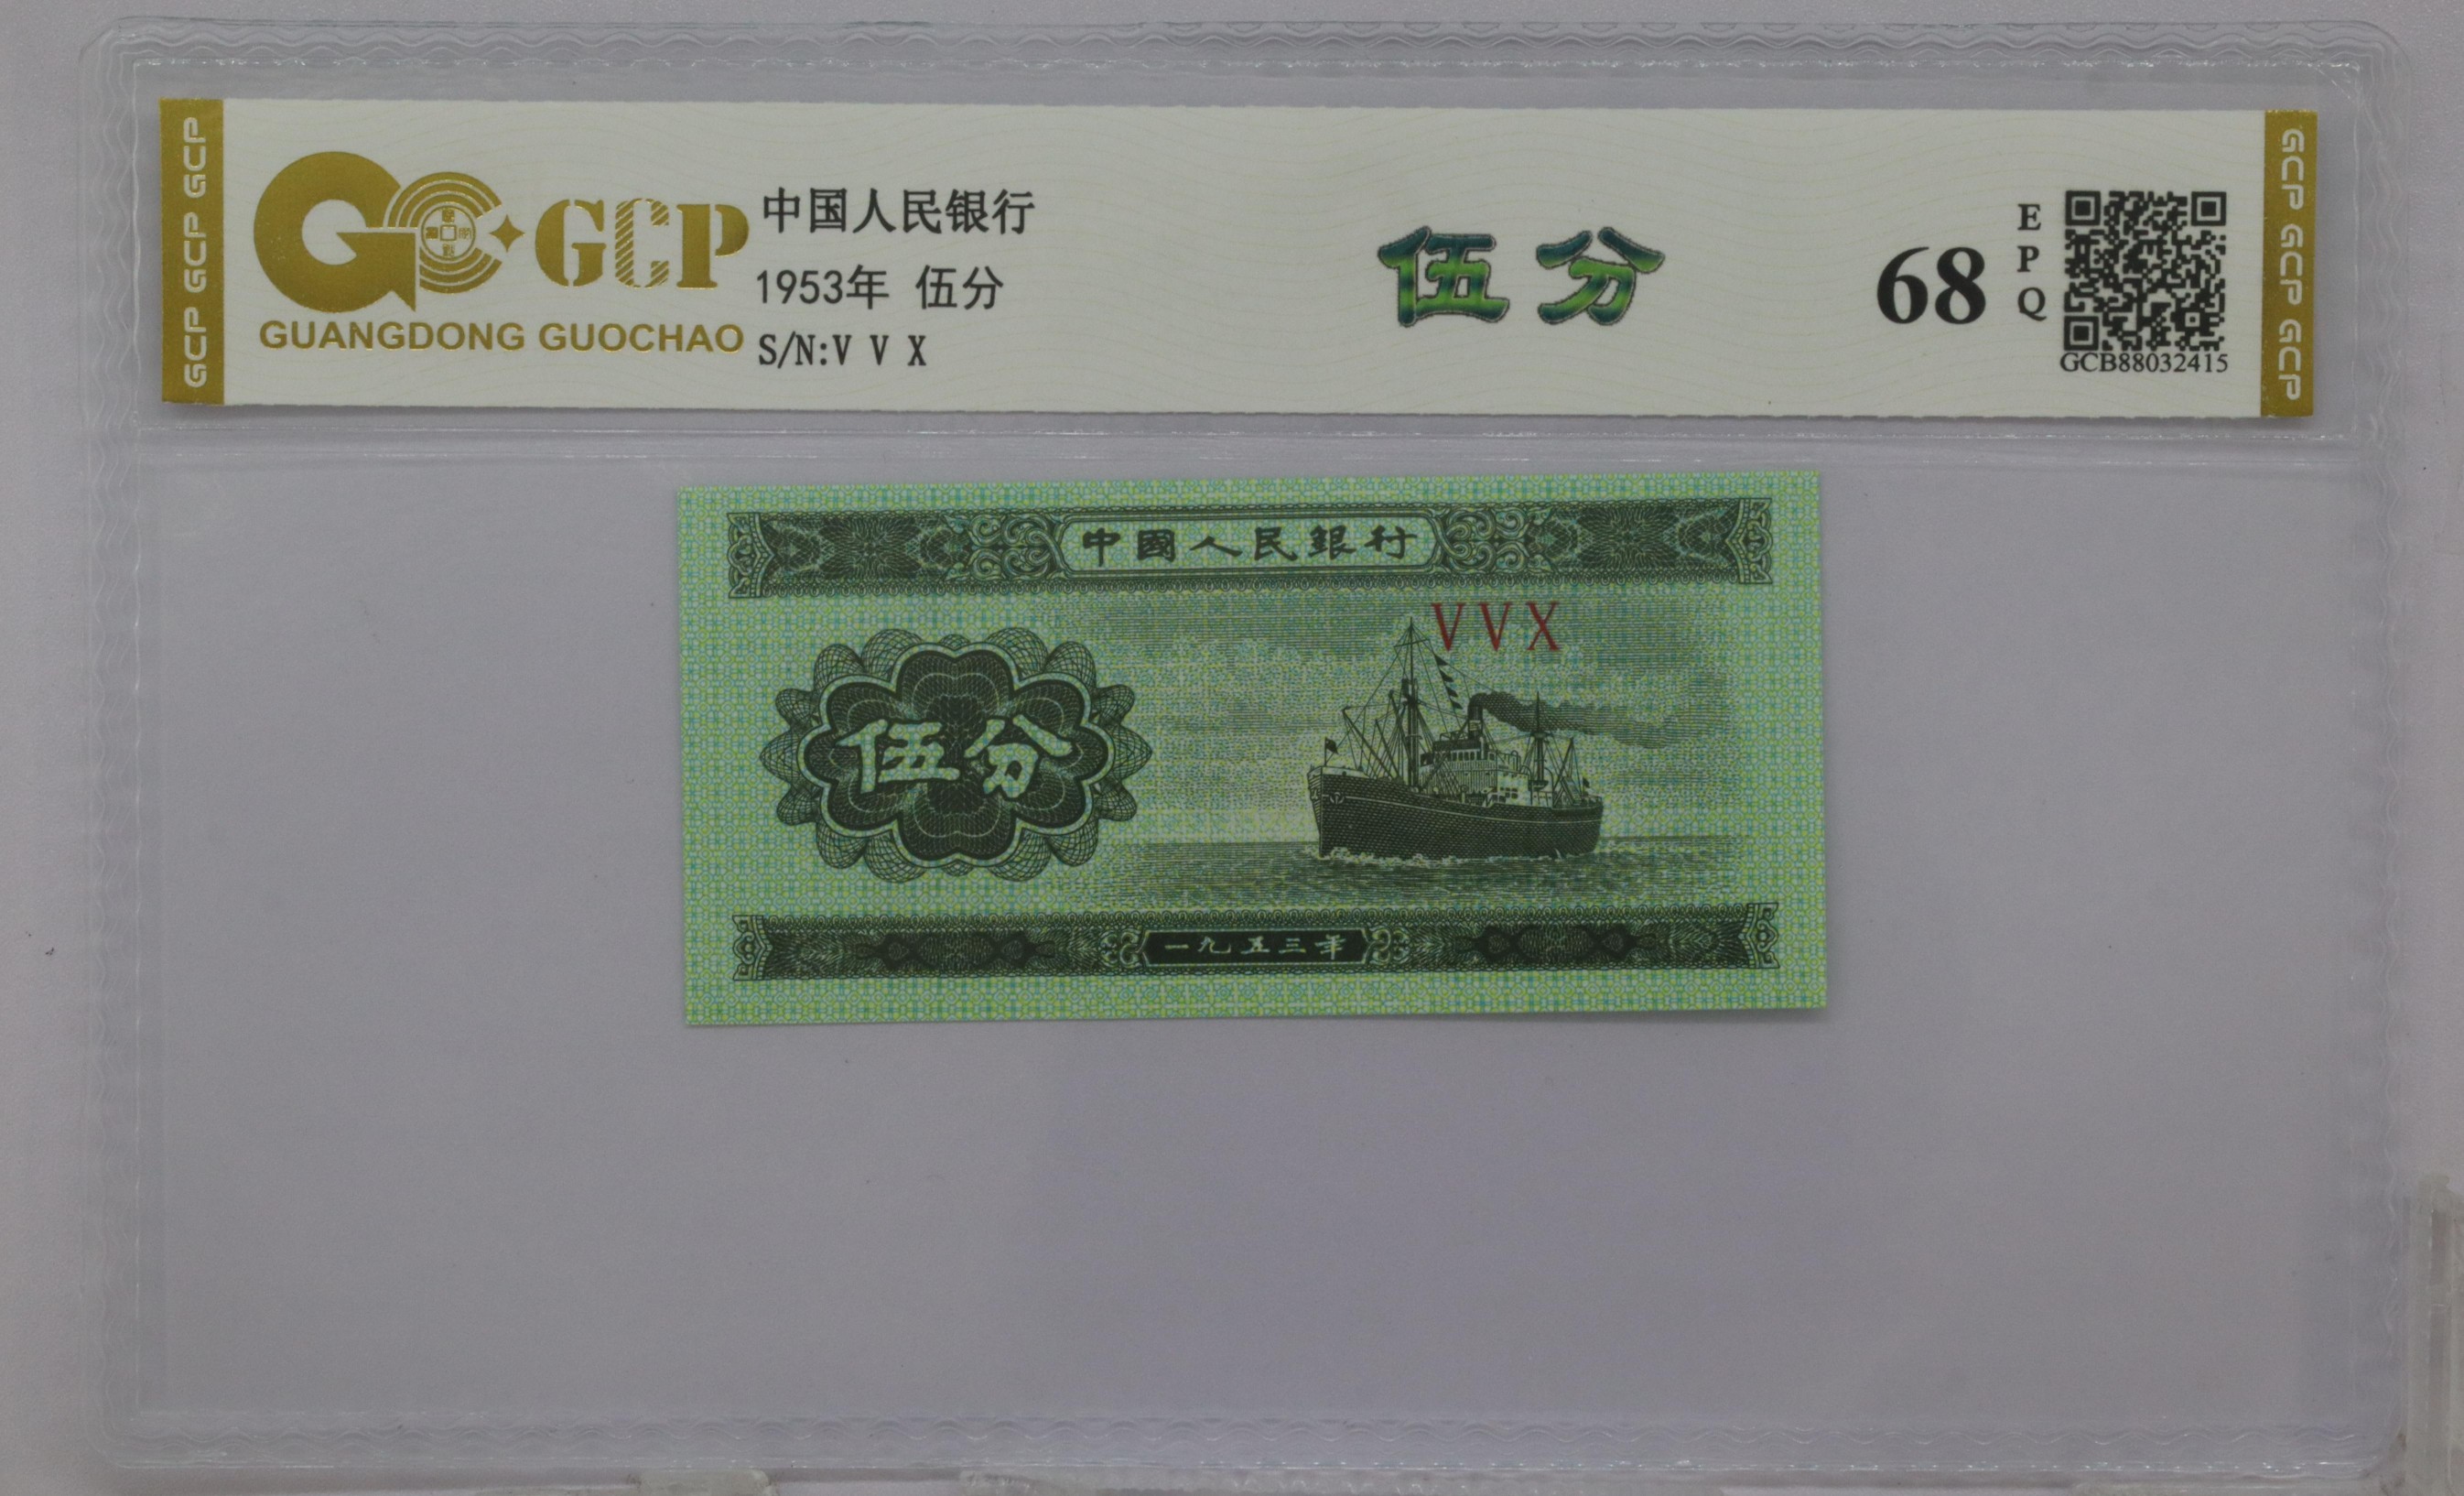 GCP GCP GCP
GCP
GUANGDONG GUOCHAO
中国人民银行
1953年 伍分
S/N:V V X
伍分
68
E
P
Q
GCB88032415
GCP GCP GCP
中國人民銀行
VVX
伍分
一九五三年